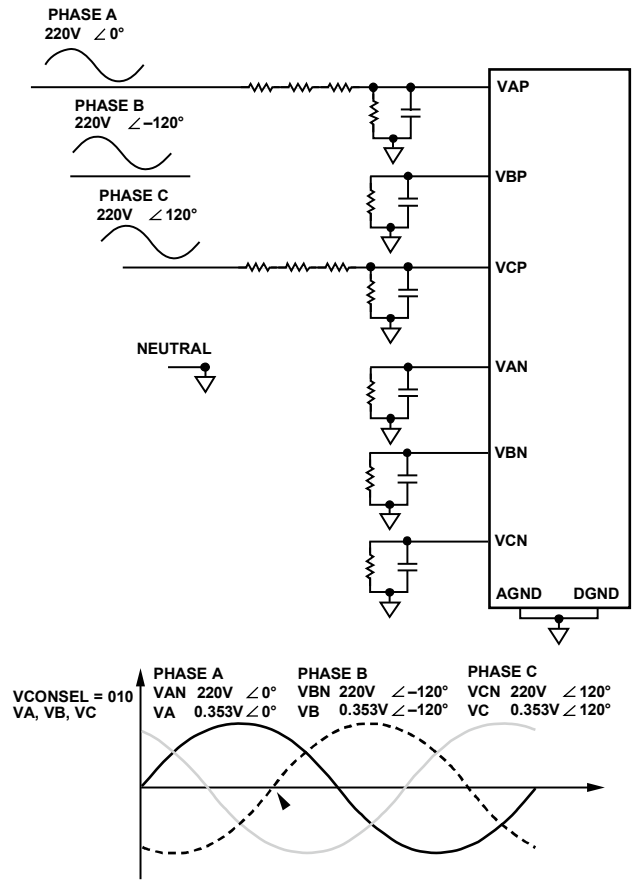 PHASE A
220V ∠0°
VAP
PHASE B
220V ∠–120°
VBP
PHASE C
220V ∠120°
VCP
NEUTRAL
VAN
VBN
VCN
AGND DGND
VCONSEL = 010
VA, VB, VC
PHASE A
VAN 220V ∠0°
VA 0.353V ∠0°
PHASE B
VBN 220V ∠–120°
VB 0.353V ∠–120°
PHASE C
VCN 220V ∠120°
VC 0.353V ∠120°